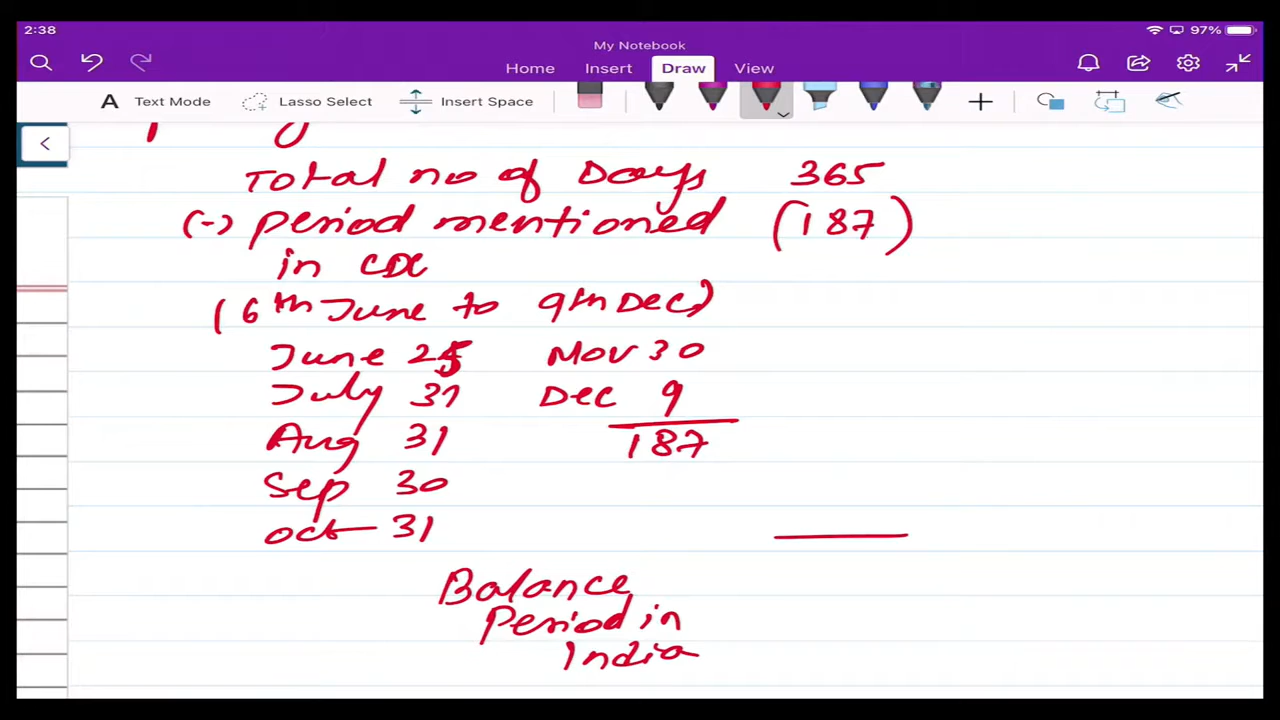 2:38
97%
My Notebook
Home Insert Draw View
Text Mode Lasso Select Insert Space
Total no of Days 365
(-) Period mentioned (187)
in CDC
(6th June to 9th Dec)
June 25 Nov 30
July 31 Dec 9
Aug 31 187
Sep 30
Oct 31
Balance
Period in
India